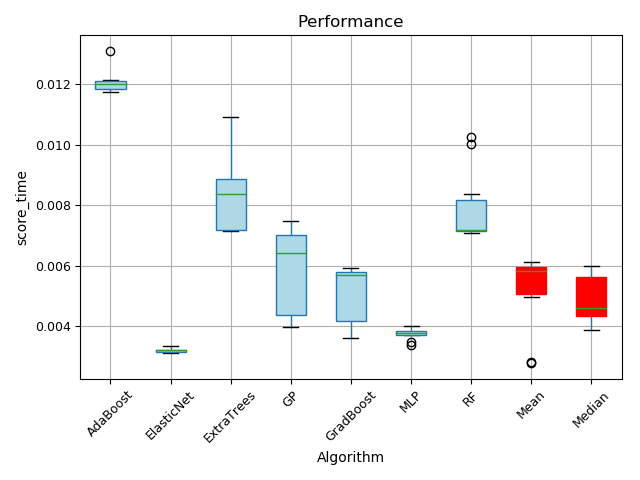 Performance
score_time
0.012
0.010
0.008
0.006
0.004
AdaBoost
ElasticNet
ExtraTrees
GP
GradBoost
MLP
RF
Mean
Median
Algorithm